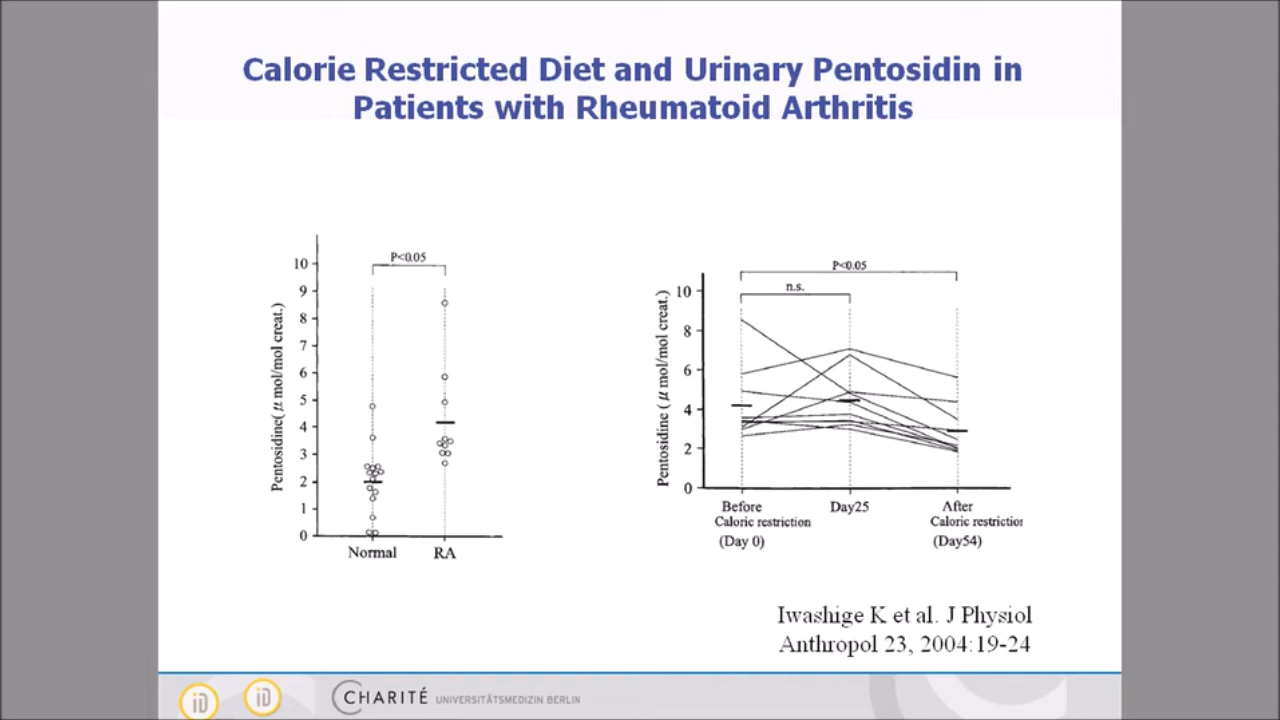 Calorie Restricted Diet and Urinary Pentosidin in
Patients with Rheumatoid Arthritis
P<0.05
10
9
8
7
6
5
4
3
2
1
0
Pentosidine( μ mol/mol creat.)
Normal
RA
P<0.05
n.s.
10
8
6
4
2
0
Pentosidine ( μ mol/mol creat.)
Before
Caloric restriction
(Day 0)
Day25
After
Caloric restriction
(Day54)
Iwashige K et al. J Physiol
Anthropol 23, 2004:19-24
iD
iD
CHARITÉ UNIVERSITÄTSMEDIZIN BERLIN